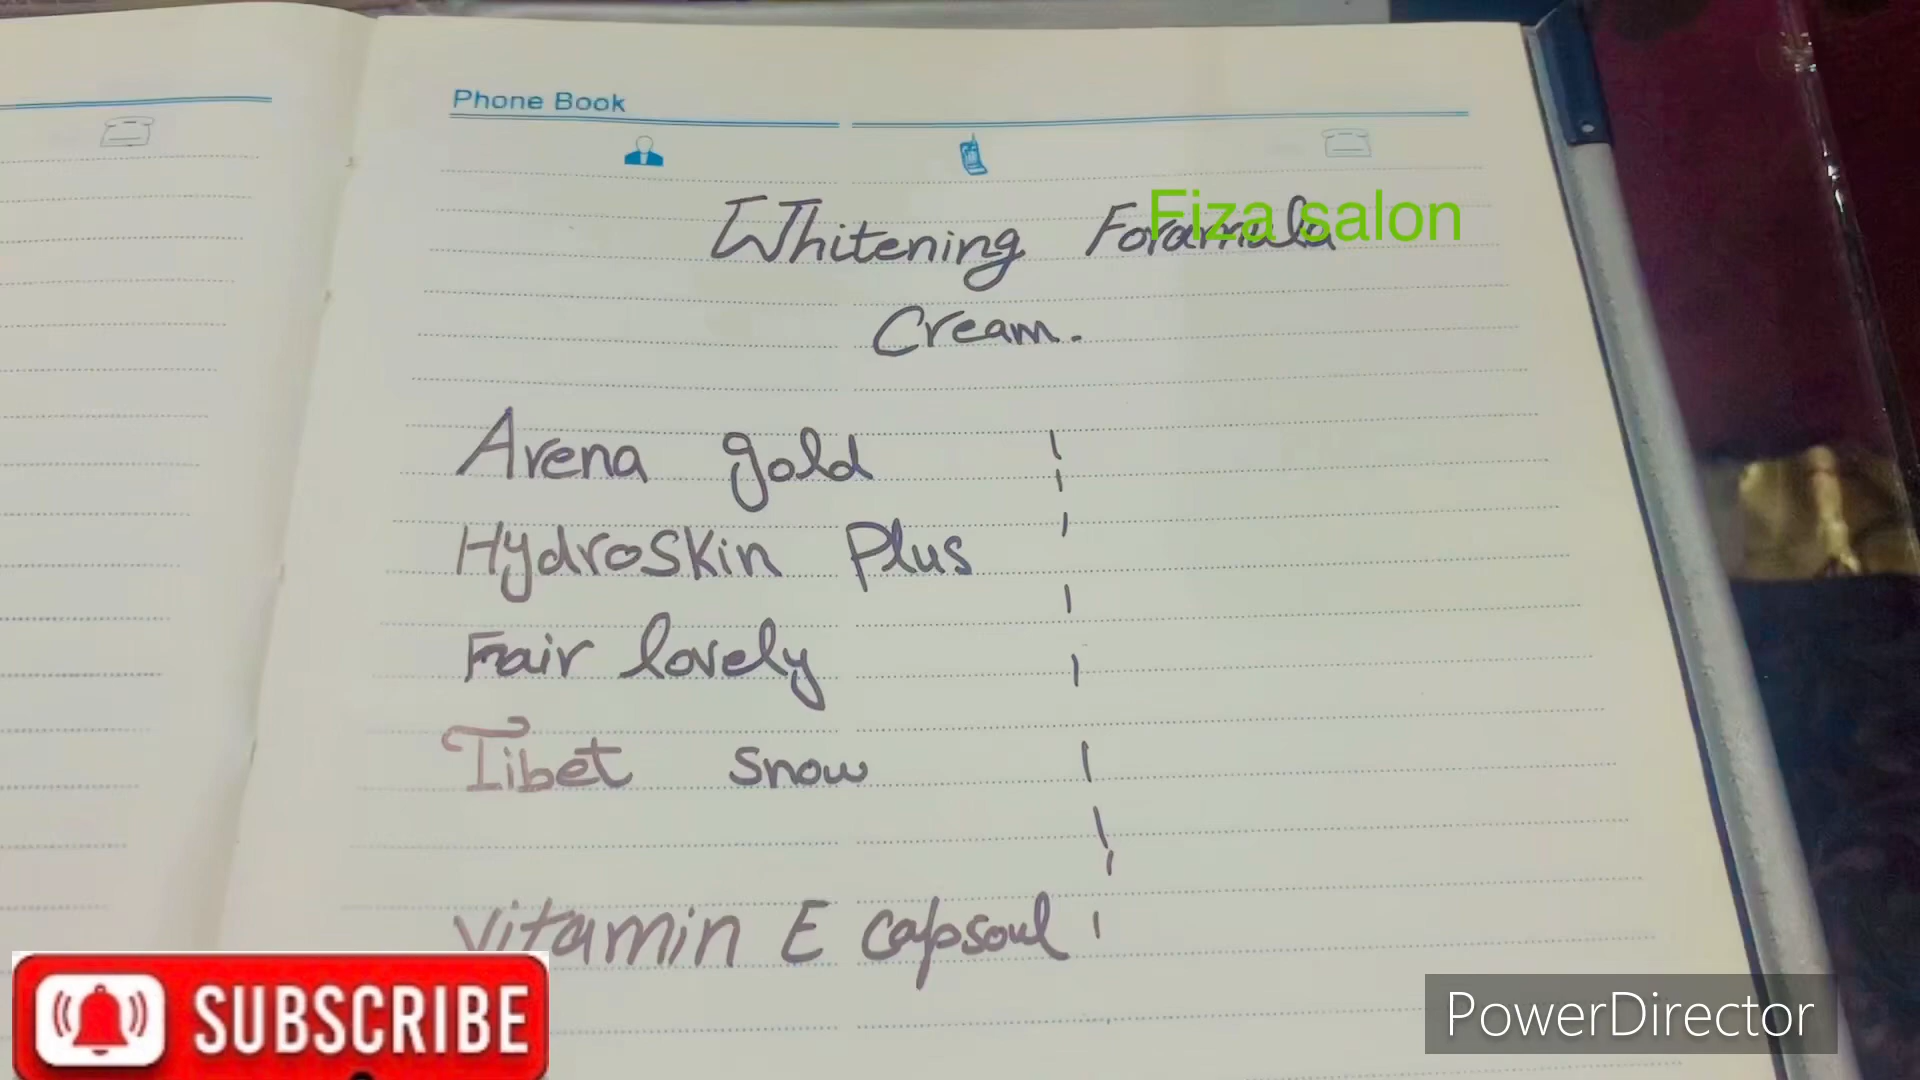 Phone Book
Fiza salon
Whitening Foramula
Cream.
Arena gold
Hydroskin Plus
Fair lovely
Tibet snow
Vitamin E capsoul
SUBSCRIBE
PowerDirector